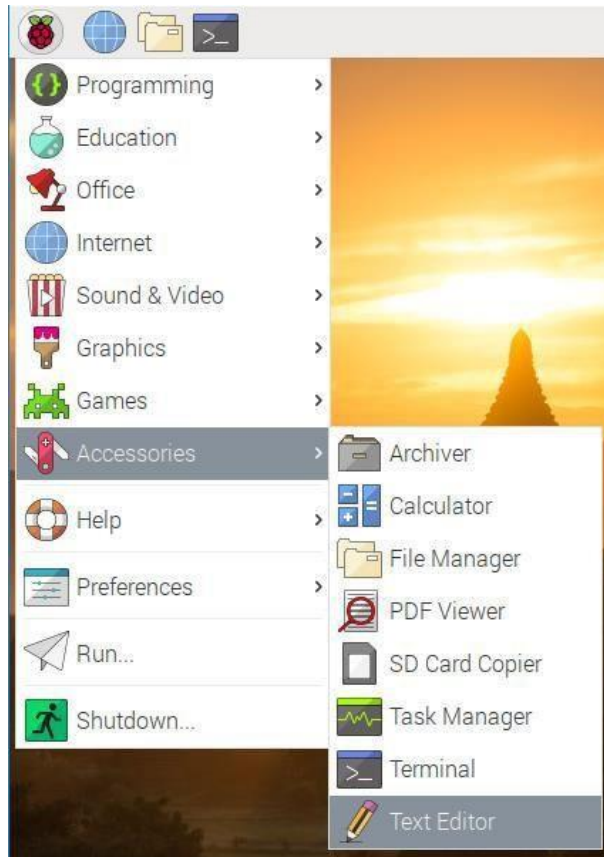 Programming
Education
Office
Internet
Sound & Video
Graphics
Games
Accessories
Help
Preferences
Run...
Shutdown...
Archiver
Calculator
File Manager
PDF Viewer
SD Card Copier
Task Manager
Terminal
Text Editor